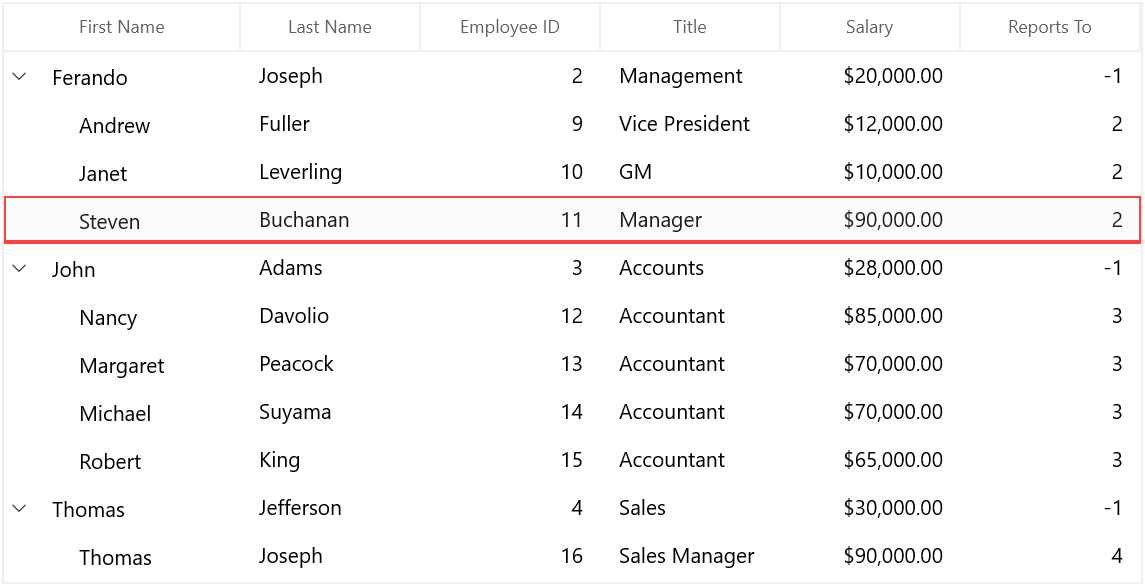 First Name Last Name Employee ID Title Salary Reports To
Ferando Joseph 2 Management $20,000.00 -1
Andrew Fuller 9 Vice President $12,000.00 2
Janet Leverling 10 GM $10,000.00 2
Steven Buchanan 11 Manager $90,000.00 2
John Adams 3 Accounts $28,000.00 -1
Nancy Davolio 12 Accountant $85,000.00 3
Margaret Peacock 13 Accountant $70,000.00 3
Michael Suyama 14 Accountant $70,000.00 3
Robert King 15 Accountant $65,000.00 3
Thomas Jefferson 4 Sales $30,000.00 -1
Thomas Joseph 16 Sales Manager $90,000.00 4